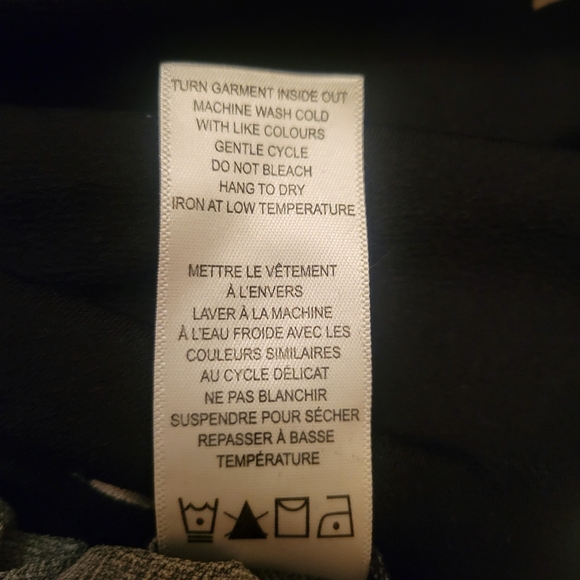 TURN GARMENT INSIDE OUT
MACHINE WASH COLD
WITH LIKE COLOURS
GENTLE CYCLE
DO NOT BLEACH
HANG TO DRY
IRON AT LOW TEMPERATURE
METTRE LE VÊTEMENT
À L'ENVERS
LAVER À LA MACHINE
À L'EAU FROIDE AVEC LES
COULEURS SIMILAIRES
AU CYCLE DÉLICAT
NE PAS BLANCHIR
SUSPENDRE POUR SÉCHER
REPASSER À BASSE
TEMPÉRATURE